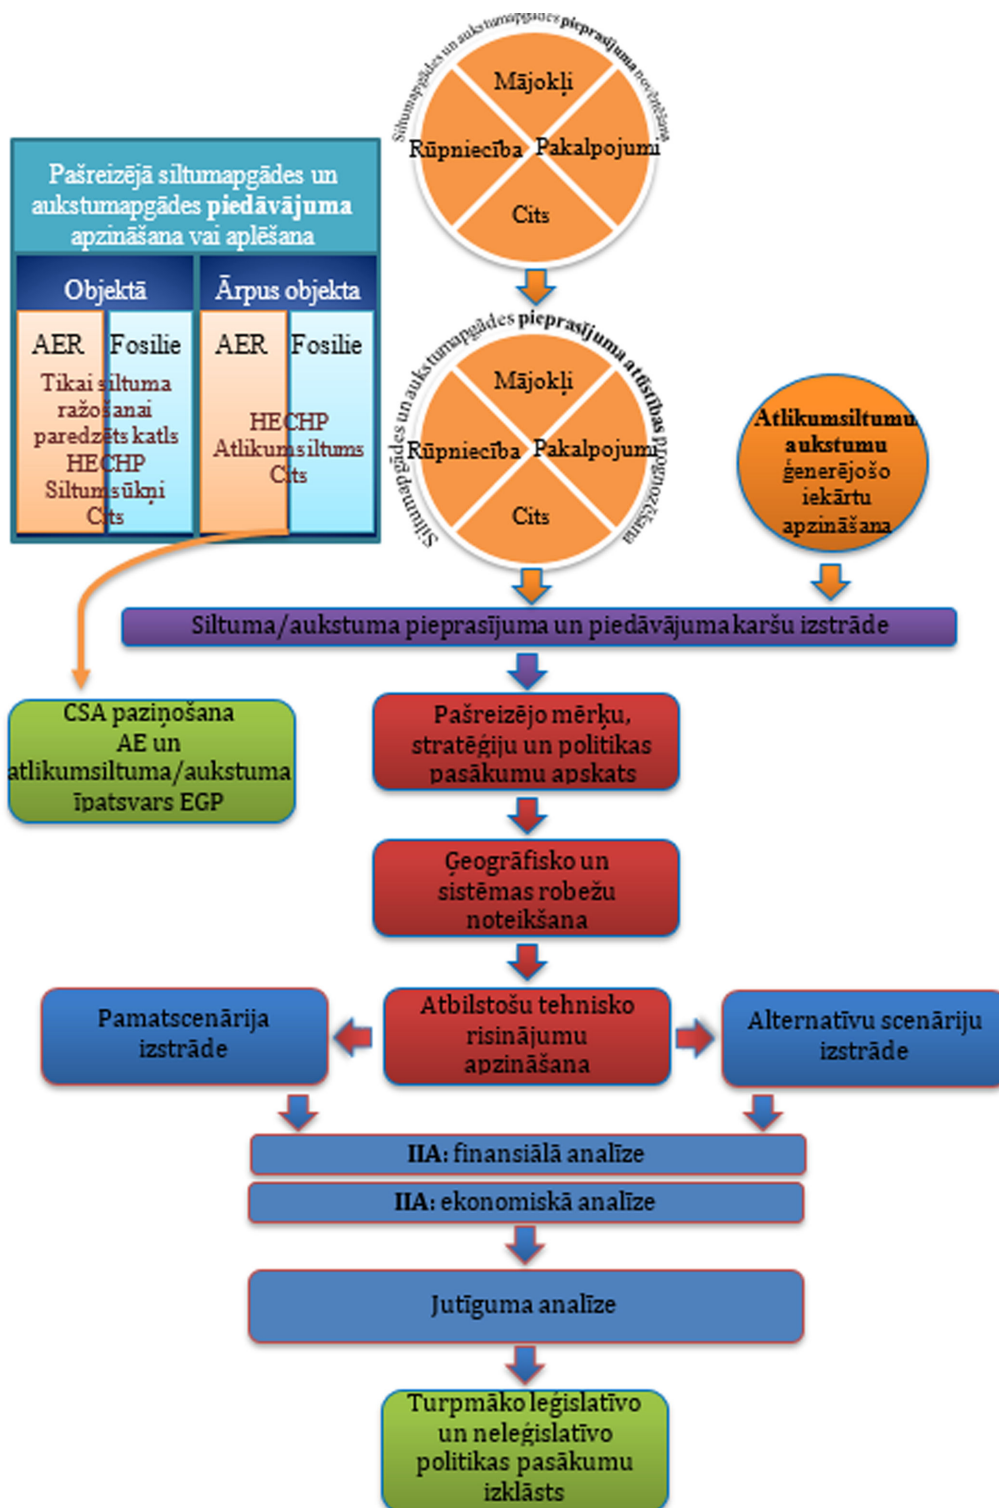 Siltumapgādes un aukstumapgādes pieprasījuma novērtēšana
Mājokļi
Rūpniecība
Pakalpojumi
Cits
Pašreizējā siltumapgādes un
aukstumapgādes piedāvājuma
apzināšana vai aplēšana
Objektā
Ārpus objekta
AER
Fosilie
AER
Fosilie
Tikai siltuma
ražošanai
paredzēts katls
HECHP
Siltumsūkņi
Cits
HECHP
Atlikumsiltums
Cits
Siltumapgādes un aukstumapgādes pieprasījuma attīstības prognozēšana
Mājokļi
Rūpniecība
Pakalpojumi
Cits
Atlikumsiltumu
aukstumu
ģenerējošo
iekārtu
apzināšana
Siltuma/aukstuma pieprasījuma un piedāvājuma karšu izstrāde
CSA paziņošana
AE un
atlikumsiltuma/aukstuma
īpatsvars EGP
Pašreizējo mērķu,
stratēģiju un politikas
pasākumu apskats
Ģeogrāfisko un
sistēmas robežu
noteikšana
Pamatscenārija
izstrāde
Atbilstošu tehnisko
risinājumu
apzināšana
Alternatīvu scenāriju
izstrāde
IIA: finansiālā analīze
IIA: ekonomiskā analīze
Jutīguma analīze
Turpmāko leģislatīvo
un neleģislatīvo
politikas pasākumu
izklāsts